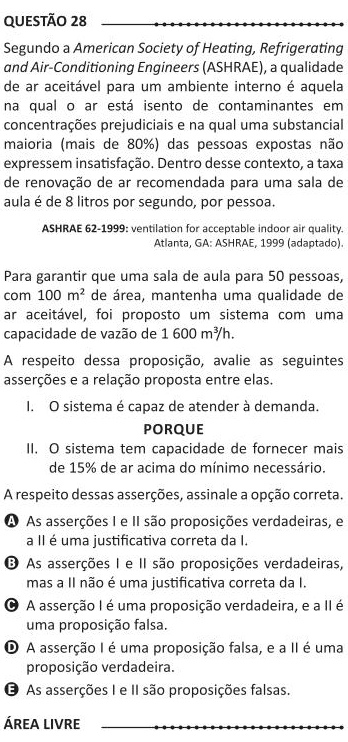 QUESTÃO 28
Segundo a American Society of Heating, Refrigerating
and Air-Conditioning Engineers (ASHRAE), a qualidade
de ar aceitável para um ambiente interno é aquela
na qual o ar está isento de contaminantes em
concentrações prejudiciais e na qual uma substancial
maioria (mais de 80%) das pessoas expostas não
expressem insatisfação. Dentro desse contexto, a taxa
de renovação de ar recomendada para uma sala de
aula é de 8 litros por segundo, por pessoa.
ASHRAE 62-1999: ventilation for acceptable indoor air quality.
Atlanta, GA: ASHRAE, 1999 (adaptado).
Para garantir que uma sala de aula para 50 pessoas,
com 100 m² de área, mantenha uma qualidade de
ar aceitável, foi proposto um sistema com uma
capacidade de vazão de 1 600 m³/h.
A respeito dessa proposição, avalie as seguintes
asserções e a relação proposta entre elas.
I. O sistema é capaz de atender à demanda.
PORQUE
II. O sistema tem capacidade de fornecer mais
de 15% de ar acima do mínimo necessário.
A respeito dessas asserções, assinale a opção correta.
A As asserções I e II são proposições verdadeiras, e
a II é uma justificativa correta da I.
B As asserções I e II são proposições verdadeiras,
mas a II não é uma justificativa correta da I.
C A asserção I é uma proposição verdadeira, e a II é
uma proposição falsa.
D A asserção I é uma proposição falsa, e a II é uma
proposição verdadeira.
E As asserções I e II são proposições falsas.
ÁREA LIVRE